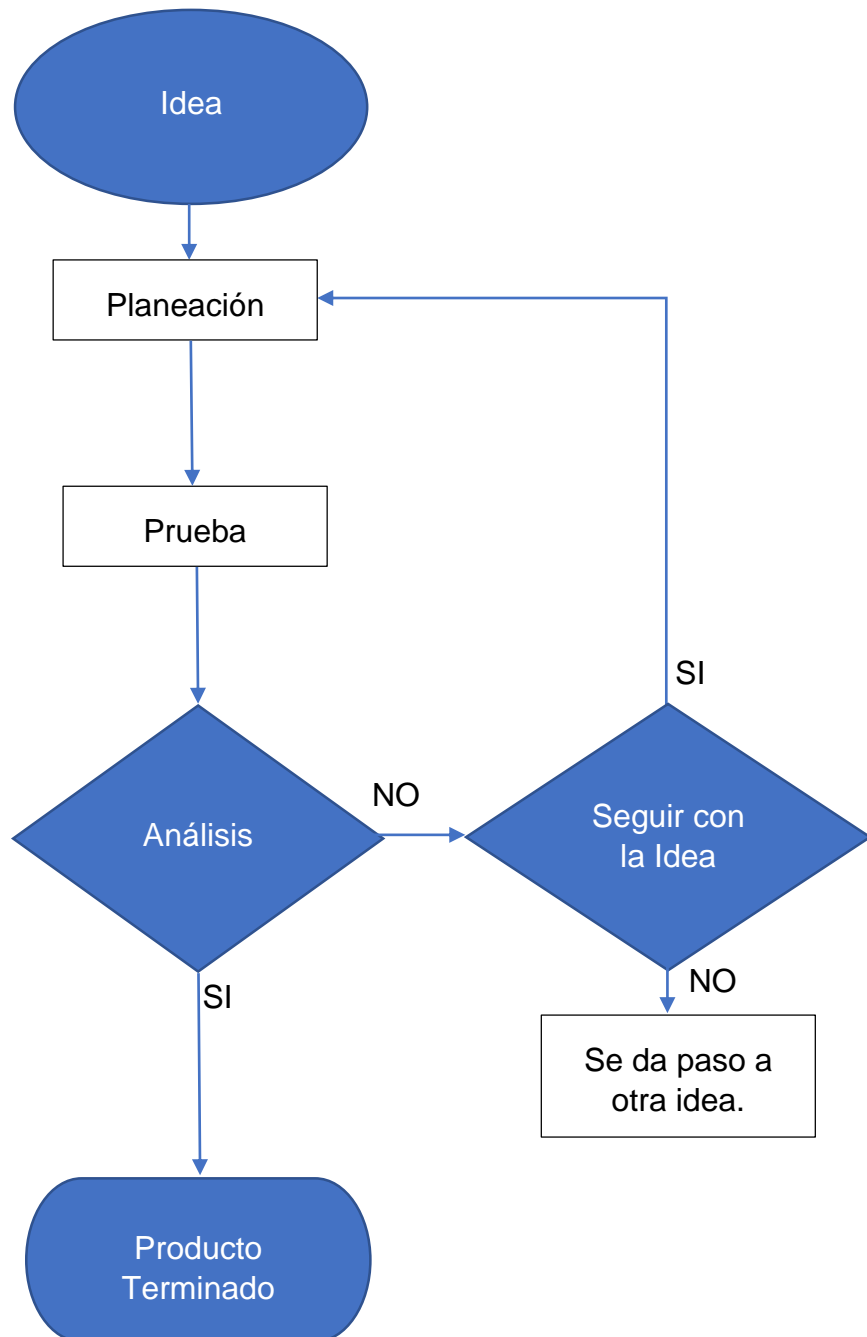 Idea
Planeación
Prueba
SI
NO
Análisis
Seguir con
la Idea
SI
NO
Se da paso a
otra idea.
Producto
Terminado